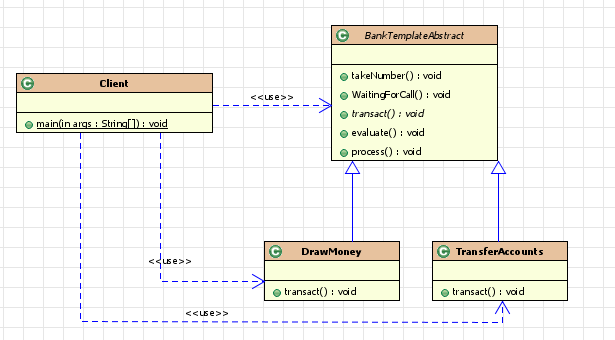 C BankTemplateAbstract
takeNumber() : void
WaitingForCall() : void
transact() : void
evaluate() : void
process() : void
C Client
main(in args : String[]) : void
<<use>>
<<use>>
<<use>>
C DrawMoney
transact() : void
C TransferAccounts
transact() : void